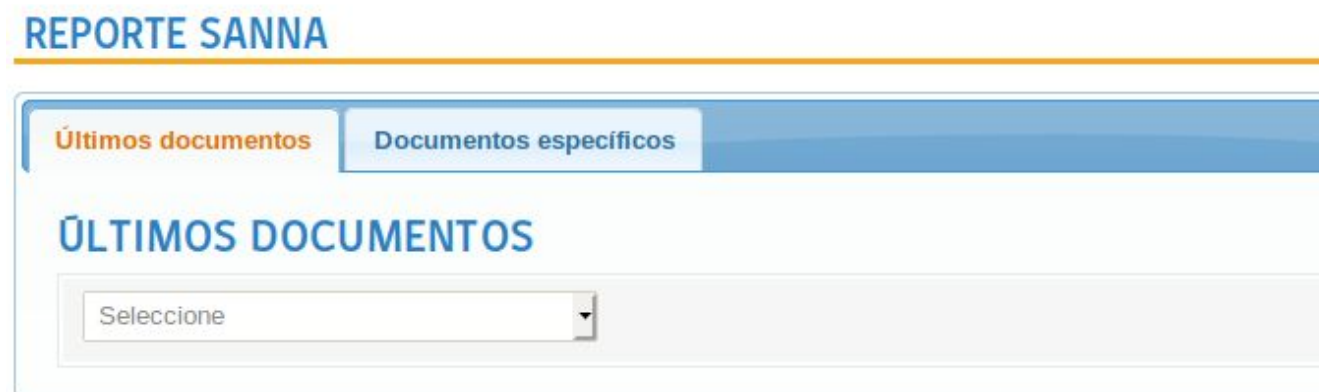 REPORTE SANNA
Últimos documentos Documentos específicos
ÚLTIMOS DOCUMENTOS
Seleccione